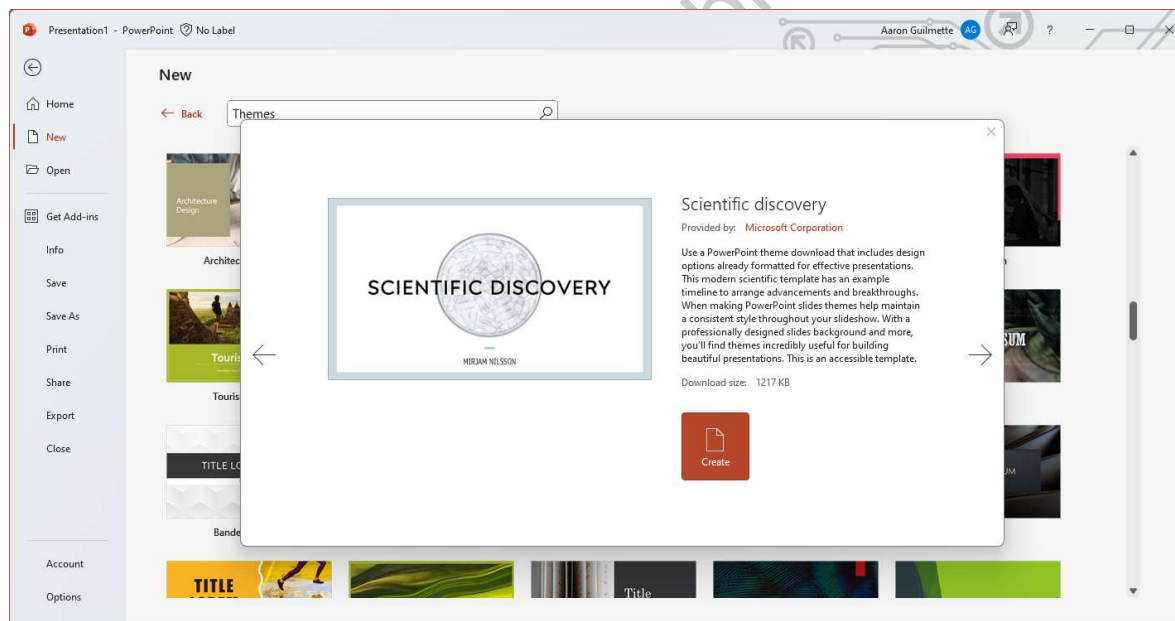 Presentation1 - PowerPoint No Label
Aaron Guilmette AG
?
New
Home
Back
Themes
New
Open
Architecture
Design
Get Add-ins
Info
Architec
Save
Save As
Print
Touris
Share
Touris
Export
Close
TITLE LO
Bande
Account
TITLE
Title
Options
SCIENTIFIC DISCOVERY
MIRJAM NILSSON
Scientific discovery
Provided by: Microsoft Corporation
Use a PowerPoint theme download that includes design
options already formatted for effective presentations.
This modern scientific template has an example
timeline to arrange advancements and breakthroughs.
When making PowerPoint slides themes help maintain
a consistent style throughout your slideshow. With a
professionally designed slides background and more,
you'll find themes incredibly useful for building
beautiful presentations. This is an accessible template.
Download size: 1217 KB
Create
SUM
UM